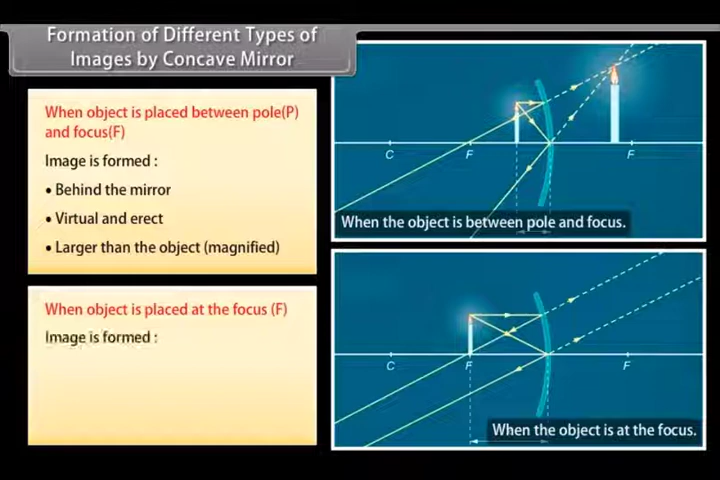 Formation of Different Types of
Images by Concave Mirror
When object is placed between pole(P)
and focus(F)
Image is formed :
• Behind the mirror
• Virtual and erect
• Larger than the object (magnified)
C
F
F
When the object is between pole and focus.
When object is placed at the focus (F)
Image is formed :
C
F
F
When the object is at the focus.